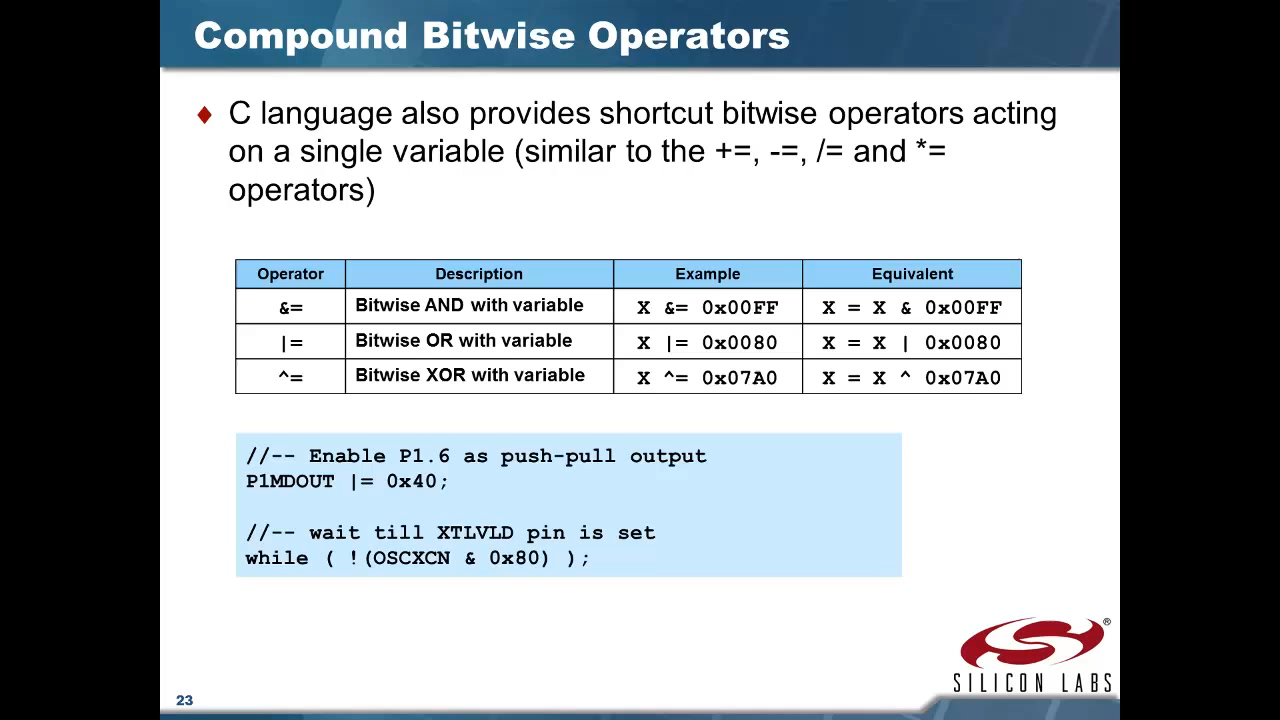 Compound Bitwise Operators
♦ C language also provides shortcut bitwise operators acting
on a single variable (similar to the +=, -=, /= and *=
operators)
Operator Description Example Equivalent
&= Bitwise AND with variable X &= 0x00FF X = X & 0x00FF
|= Bitwise OR with variable X |= 0x0080 X = X | 0x0080
^= Bitwise XOR with variable X ^= 0x07A0 X = X ^ 0x07A0
//-- Enable P1.6 as push-pull output
P1MDOUT |= 0x40;
//-- wait till XTLVLD pin is set
while ( !(OSCXCN & 0x80) );
®
SILICON LABS
23